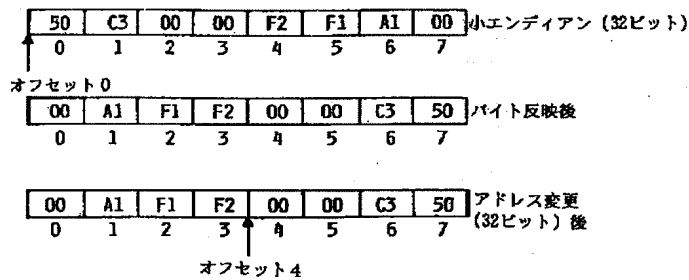 50 C3 00 00 F2 F1 A1 00 小エンディアン (32ビット)
0 1 2 3 4 5 6 7
オフセット0
00 A1 F1 F2 00 00 C3 50 バイト反映後
0 1 2 3 4 5 6 7
00 A1 F1 F2 00 00 C3 50 アドレス変更
(32ビット) 後
0 1 2 3 4 5 6 7
オフセット4